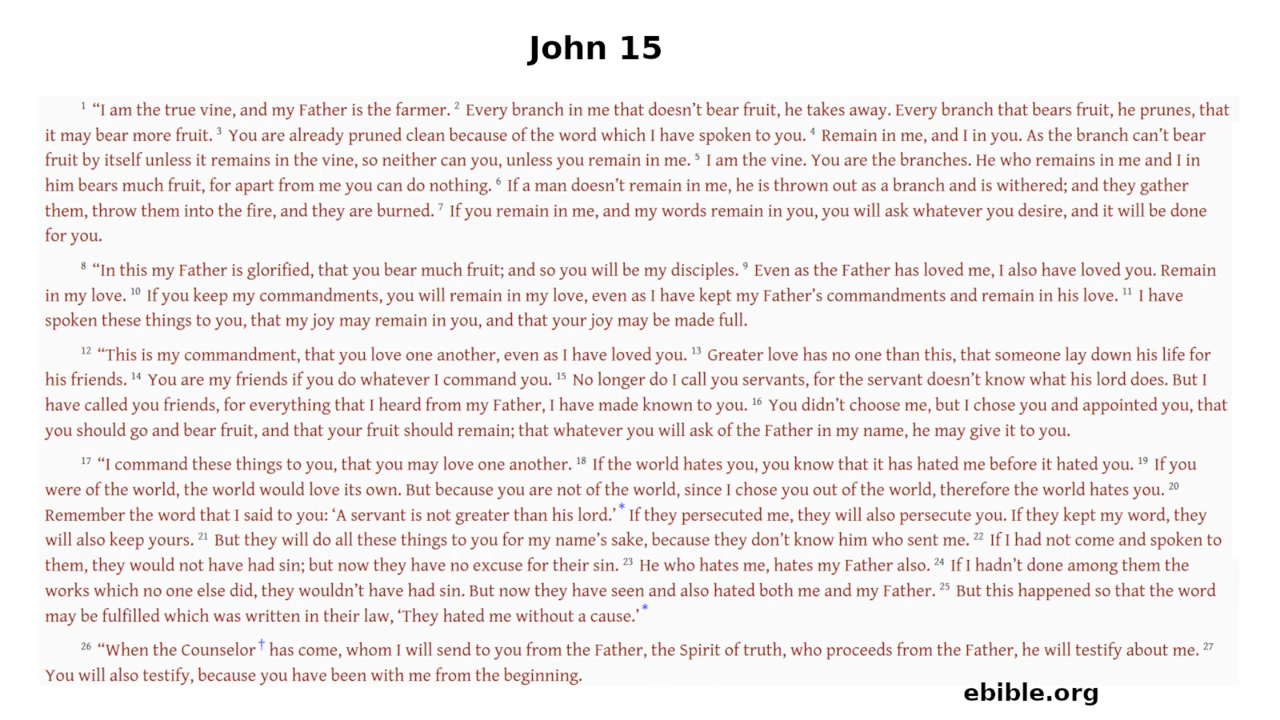 John 15
1 “I am the true vine, and my Father is the farmer. 2 Every branch in me that doesn’t bear fruit, he takes away. Every branch that bears fruit, he prunes, that
it may bear more fruit. 3 You are already pruned clean because of the word which I have spoken to you. 4 Remain in me, and I in you. As the branch can’t bear
fruit by itself unless it remains in the vine, so neither can you, unless you remain in me. 5 I am the vine. You are the branches. He who remains in me and I in
him bears much fruit, for apart from me you can do nothing. 6 If a man doesn’t remain in me, he is thrown out as a branch and is withered; and they gather
them, throw them into the fire, and they are burned. 7 If you remain in me, and my words remain in you, you will ask whatever you desire, and it will be done
for you.
8 “In this my Father is glorified, that you bear much fruit; and so you will be my disciples. 9 Even as the Father has loved me, I also have loved you. Remain
in my love. 10 If you keep my commandments, you will remain in my love, even as I have kept my Father’s commandments and remain in his love. 11 I have
spoken these things to you, that my joy may remain in you, and that your joy may be made full.
12 “This is my commandment, that you love one another, even as I have loved you. 13 Greater love has no one than this, that someone lay down his life for
his friends. 14 You are my friends if you do whatever I command you. 15 No longer do I call you servants, for the servant doesn’t know what his lord does. But I
have called you friends, for everything that I heard from my Father, I have made known to you. 16 You didn’t choose me, but I chose you and appointed you, that
you should go and bear fruit, and that your fruit should remain; that whatever you will ask of the Father in my name, he may give it to you.
17 “I command these things to you, that you may love one another. 18 If the world hates you, you know that it has hated me before it hated you. 19 If you
were of the world, the world would love its own. But because you are not of the world, since I chose you out of the world, therefore the world hates you. 20
Remember the word that I said to you: ‘A servant is not greater than his lord.’* If they persecuted me, they will also persecute you. If they kept my word, they
will also keep yours. 21 But they will do all these things to you for my name’s sake, because they don’t know him who sent me. 22 If I had not come and spoken to
them, they would not have had sin; but now they have no excuse for their sin. 23 He who hates me, hates my Father also. 24 If I hadn’t done among them the
works which no one else did, they wouldn’t have had sin. But now they have seen and also hated both me and my Father. 25 But this happened so that the word
may be fulfilled which was written in their law, ‘They hated me without a cause.’*
26 “When the Counselor† has come, whom I will send to you from the Father, the Spirit of truth, who proceeds from the Father, he will testify about me. 27
You will also testify, because you have been with me from the beginning.
ebible.org